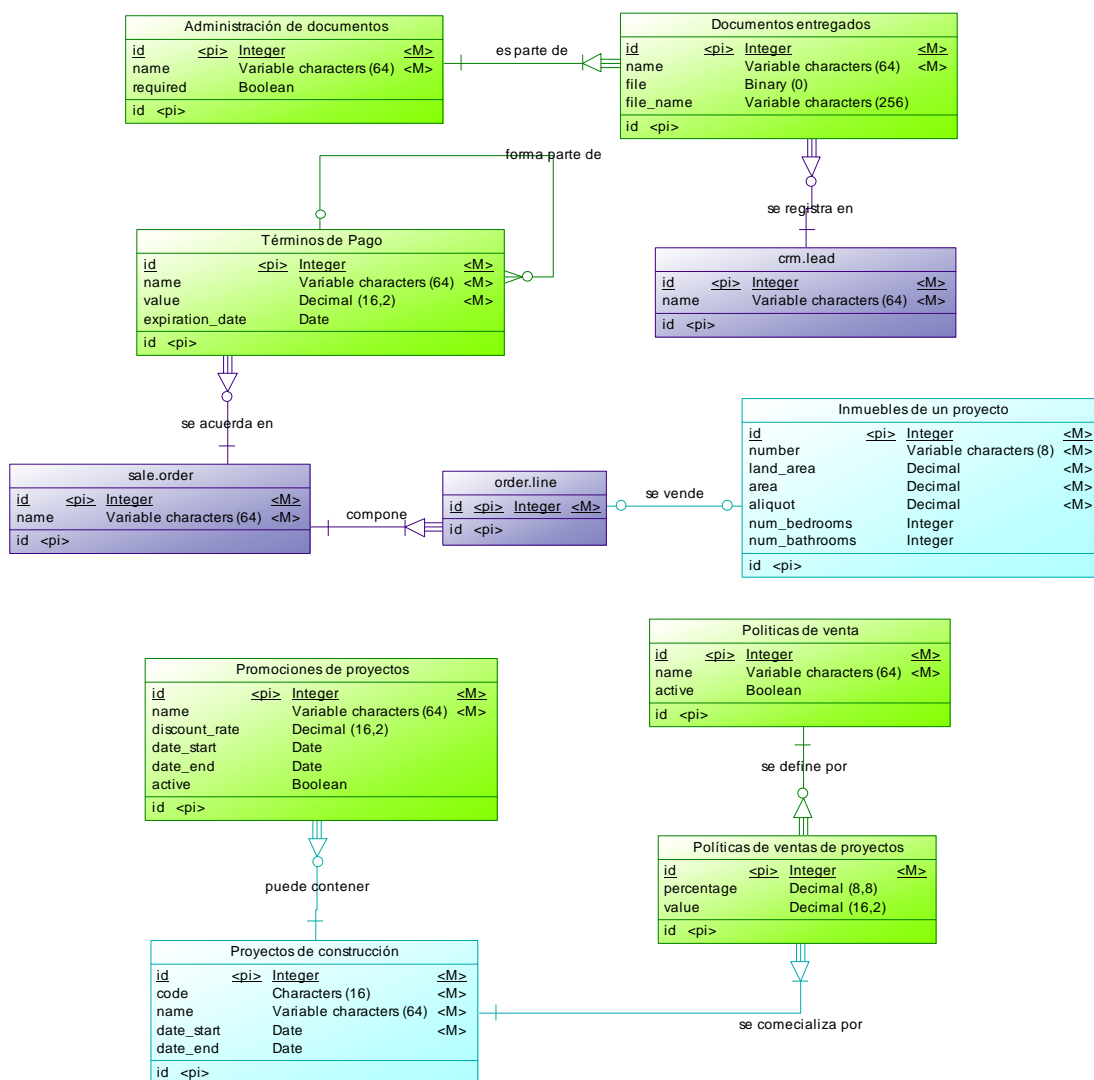 Administración de documentos
id <pi> Integer <M>
name Variable characters (64) <M>
required Boolean
id <pi>
es parte de
Documentos entregados
id <pi> Integer <M>
name Variable characters (64) <M>
file Binary (0)
file_name Variable characters (256)
id <pi>
forma parte de
se registra en
Términos de Pago
id <pi> Integer <M>
name Variable characters (64) <M>
value Decimal (16,2) <M>
expiration_date Date
id <pi>
crm.lead
id <pi> Integer <M>
name Variable characters (64) <M>
id <pi>
se acuerda en
sale.order
id <pi> Integer <M>
name Variable characters (64) <M>
id <pi>
compone
order.line
id <pi> Integer <M>
id <pi>
se vende
Inmuebles de un proyecto
id <pi> Integer <M>
number Variable characters (8) <M>
land_area Decimal <M>
area Decimal <M>
aliquot Decimal <M>
num_bedrooms Integer
num_bathrooms Integer
id <pi>
Politicas de venta
id <pi> Integer <M>
name Variable characters (64) <M>
active Boolean
id <pi>
Promociones de proyectos
id <pi> Integer <M>
name Variable characters (64) <M>
discount_rate Decimal (16,2)
date_start Date
date_end Date
active Boolean
id <pi>
se define por
Políticas de ventas de proyectos
id <pi> Integer <M>
percentage Decimal (8,8)
value Decimal (16,2)
id <pi>
puede contener
Proyectos de construcción
id <pi> Integer <M>
code Characters (16) <M>
name Variable characters (64) <M>
date_start Date <M>
date_end Date
id <pi>
se comecializa por